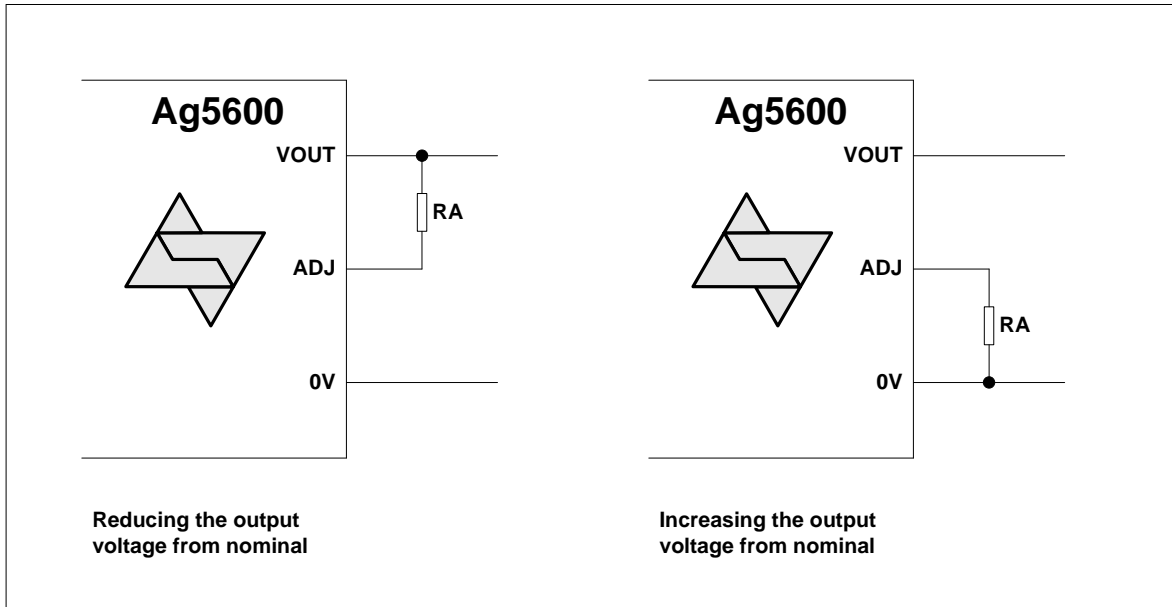 Ag5600
VOUT
RA
ADJ
0V
Reducing the output
voltage from nominal
Ag5600
VOUT
ADJ
RA
0V
Increasing the output
voltage from nominal